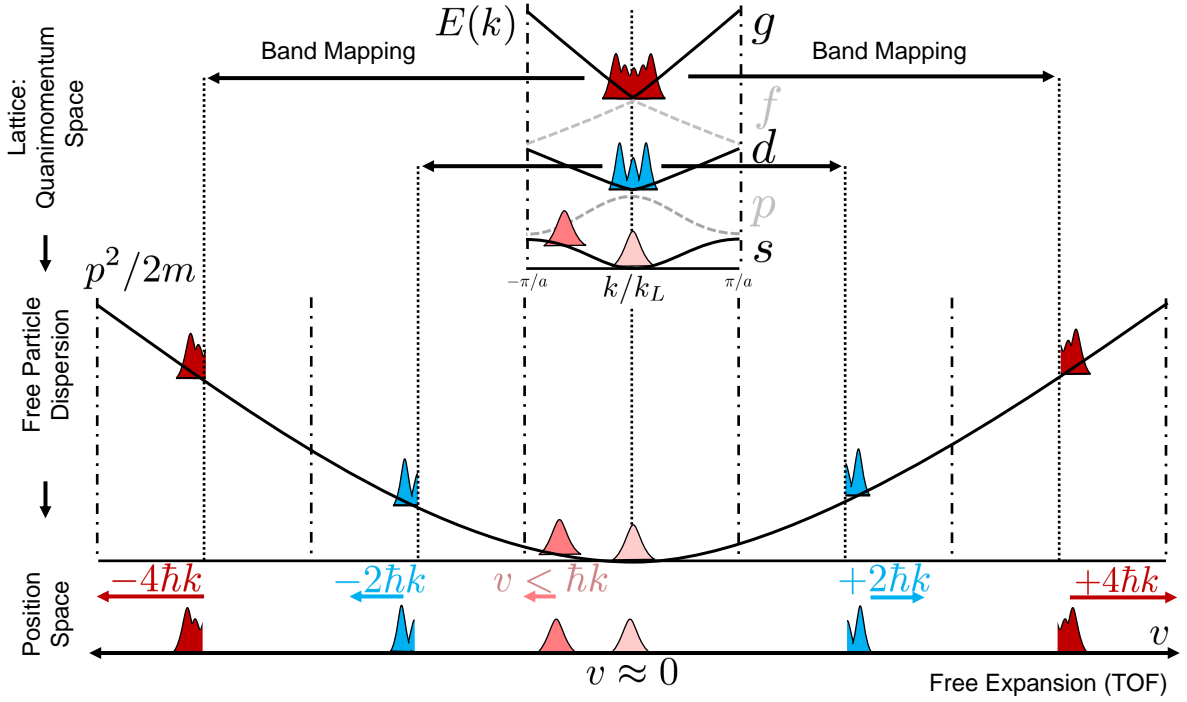 E(k)
g
Band Mapping
Band Mapping
Lattice:
Quanimomentum
Space
f
d
p
s
−π/a
k/k_L
π/a
p²/2m
Free Particle
Dispersion
−4ħk
−2ħk
v < ħk
+2ħk
+4ħk
Position
Space
v
v ≈ 0
Free Expansion (TOF)